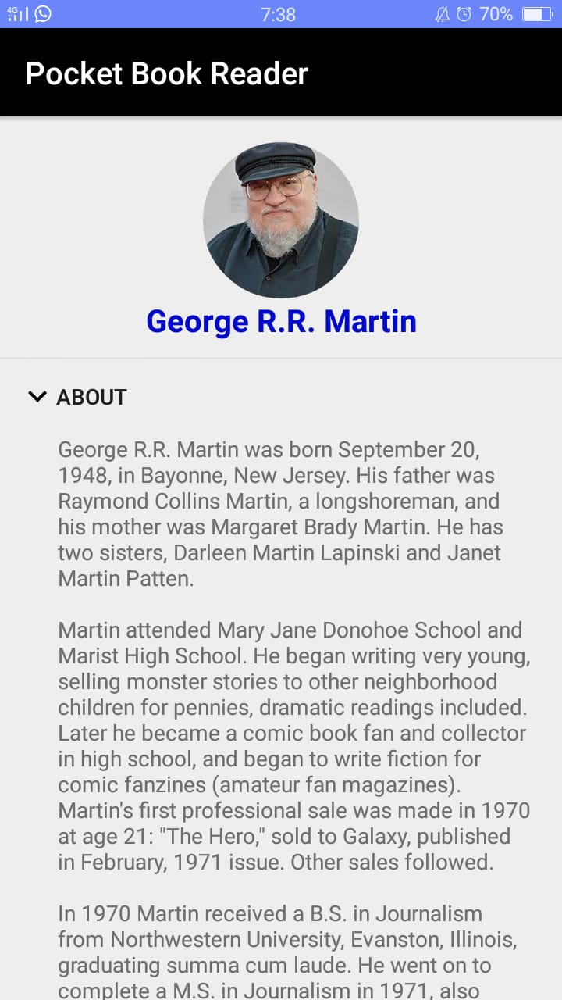 4G 7:38 70%
Pocket Book Reader
George R.R. Martin
ABOUT
George R.R. Martin was born September 20,
1948, in Bayonne, New Jersey. His father was
Raymond Collins Martin, a longshoreman, and
his mother was Margaret Brady Martin. He has
two sisters, Darleen Martin Lapinski and Janet
Martin Patten.
Martin attended Mary Jane Donohoe School and
Marist High School. He began writing very young,
selling monster stories to other neighborhood
children for pennies, dramatic readings included.
Later he became a comic book fan and collector
in high school, and began to write fiction for
comic fanzines (amateur fan magazines).
Martin's first professional sale was made in 1970
at age 21: "The Hero," sold to Galaxy, published
in February, 1971 issue. Other sales followed.
In 1970 Martin received a B.S. in Journalism
from Northwestern University, Evanston, Illinois,
graduating summa cum laude. He went on to
complete a M.S. in Journalism in 1971, also